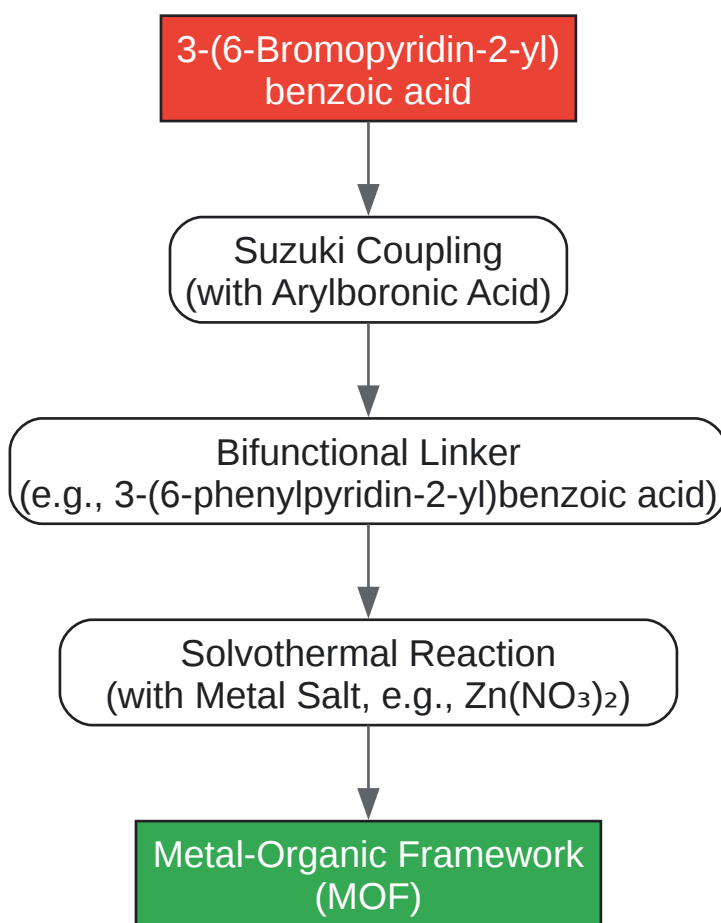 3-(6-Bromopyridin-2-yl)
benzoic acid
Suzuki Coupling
(with Arylboronic Acid)
Bifunctional Linker
(e.g., 3-(6-phenylpyridin-2-yl)benzoic acid)
Solvothermal Reaction
(with Metal Salt, e.g., Zn(NO₃)₂)
Metal-Organic Framework
(MOF)